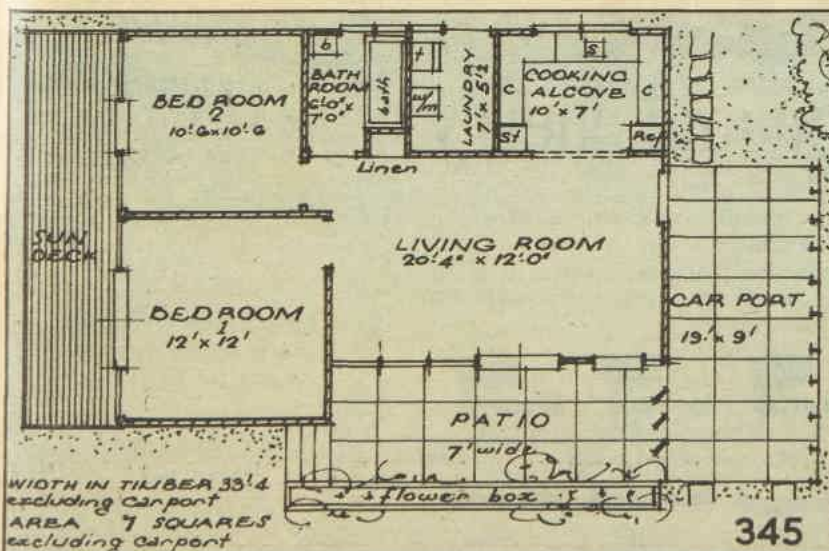 BED ROOM
2
10'·6 x 10'·6
b
BATH
ROOM
6'·0" x
7'·0"
bath
t
w/m
LAUNDRY
7' x 5'½
S
COOKING
ALCOVE
10' x 7'
C
C
St
Ref
Linen
SUN
DECK
LIVING ROOM
20'·4" x 12'·0"
BED ROOM
1
12' x 12'
CAR PORT
19' x 9'
PATIO
7' wide
flower box
WIDTH IN TIMBER 33'4
excluding carport
AREA 7 SQUARES
excluding carport
345